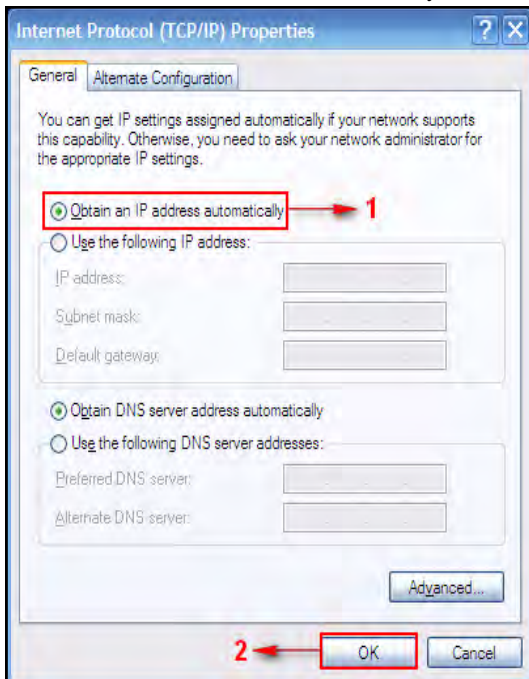 Internet Protocol (TCP/IP) Properties
General Alternate Configuration
You can get IP settings assigned automatically if your network supports
this capability. Otherwise, you need to ask your network administrator for
the appropriate IP settings.
Obtain an IP address automatically 1
Use the following IP address:
IP address:
Subnet mask:
Default gateway:
Obtain DNS server address automatically
Use the following DNS server addresses:
Preferred DNS server:
Alternate DNS server:
Advanced...
2 OK Cancel